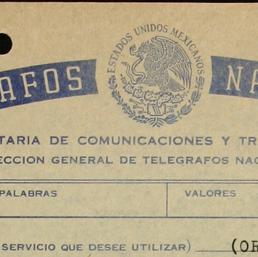 AFOS NA
ESTADOS UNIDOS MEXICANOS
TARIA DE COMUNICACIONES Y TR
ECCION GENERAL DE TELEGRAFOS NAC
PALABRAS VALORES
SERVICIO QUE DESEE UTILIZAR) (OR